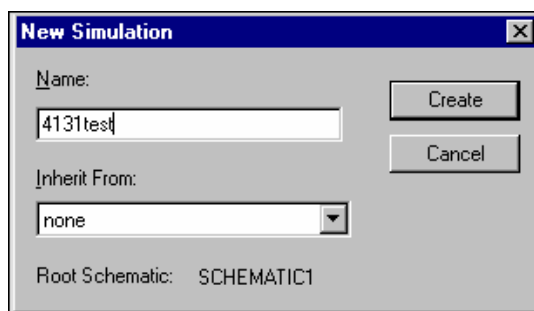 New Simulation
Name:
4131test
Create
Cancel
Inherit From:
none
Root Schematic: SCHEMATIC1